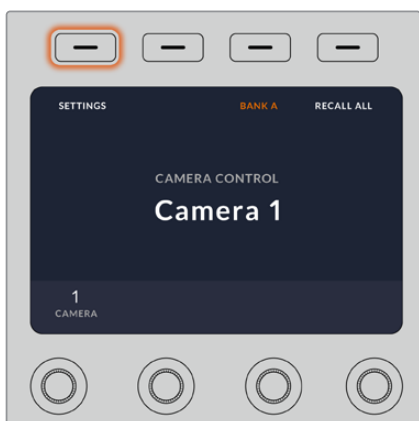 SETTINGS BANK A RECALL ALL
CAMERA CONTROL
Camera 1
1
CAMERA